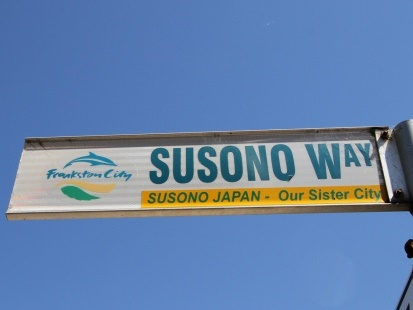 SUSONO WAY
Frankston City
SUSONO JAPAN - Our Sister City